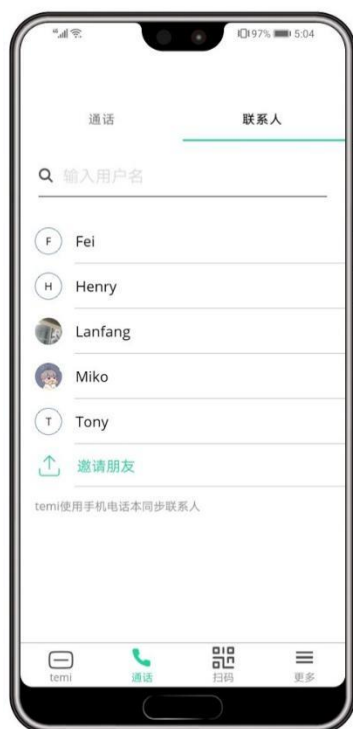 97% 5:04
通话 联系人
输入用户名
F Fei
H Henry
Lanfang
Miko
T Tony
邀请朋友
temi使用手机电话本同步联系人
temi 通话 扫码 更多